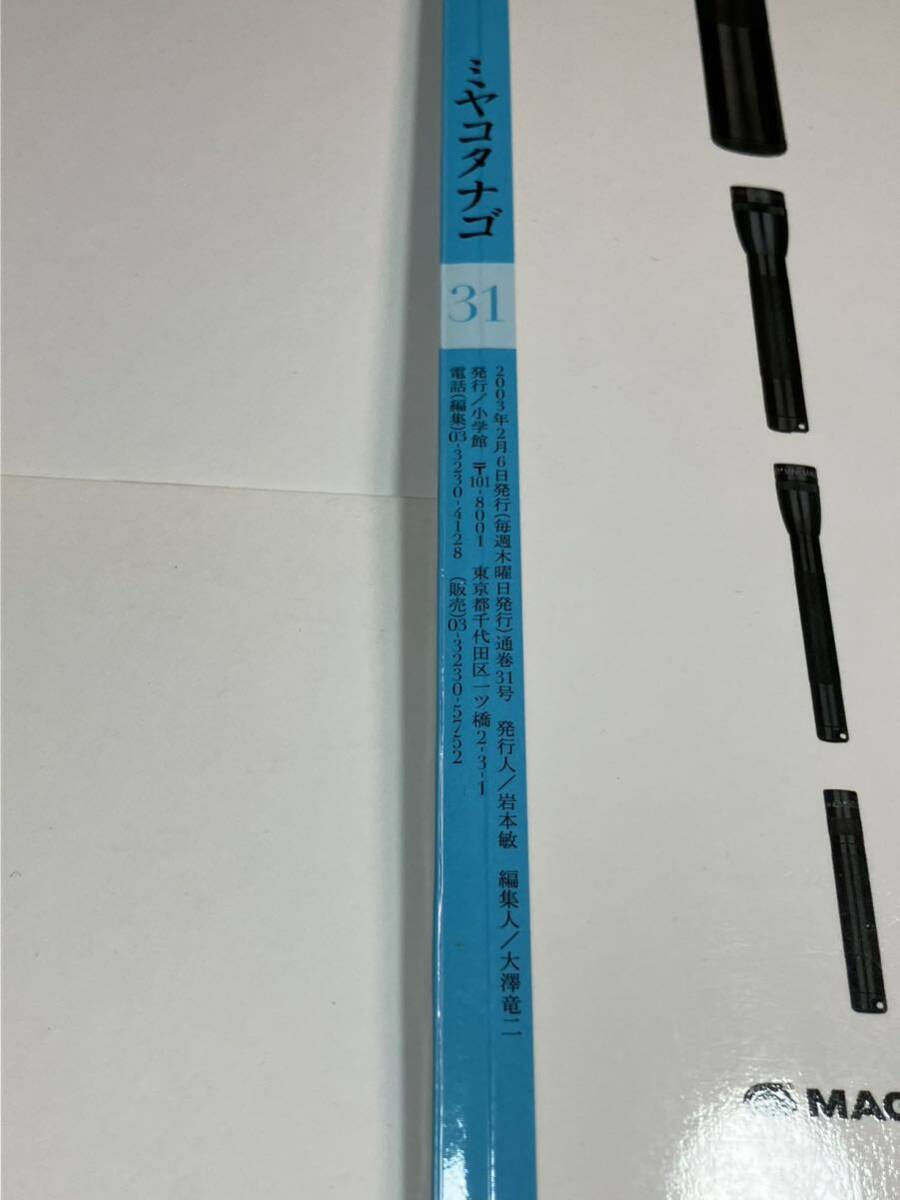 ミヤコタナゴ
31
2003年2月6日発行(毎週木曜日発行)通巻31号 発行人/岩本敏 編集人/大澤竜二
発行/小学館 〒101-8001 東京都千代田区一ツ橋2-3-1
電話(編集)03-3230-4128 (販売)03-3230-5752
MAG